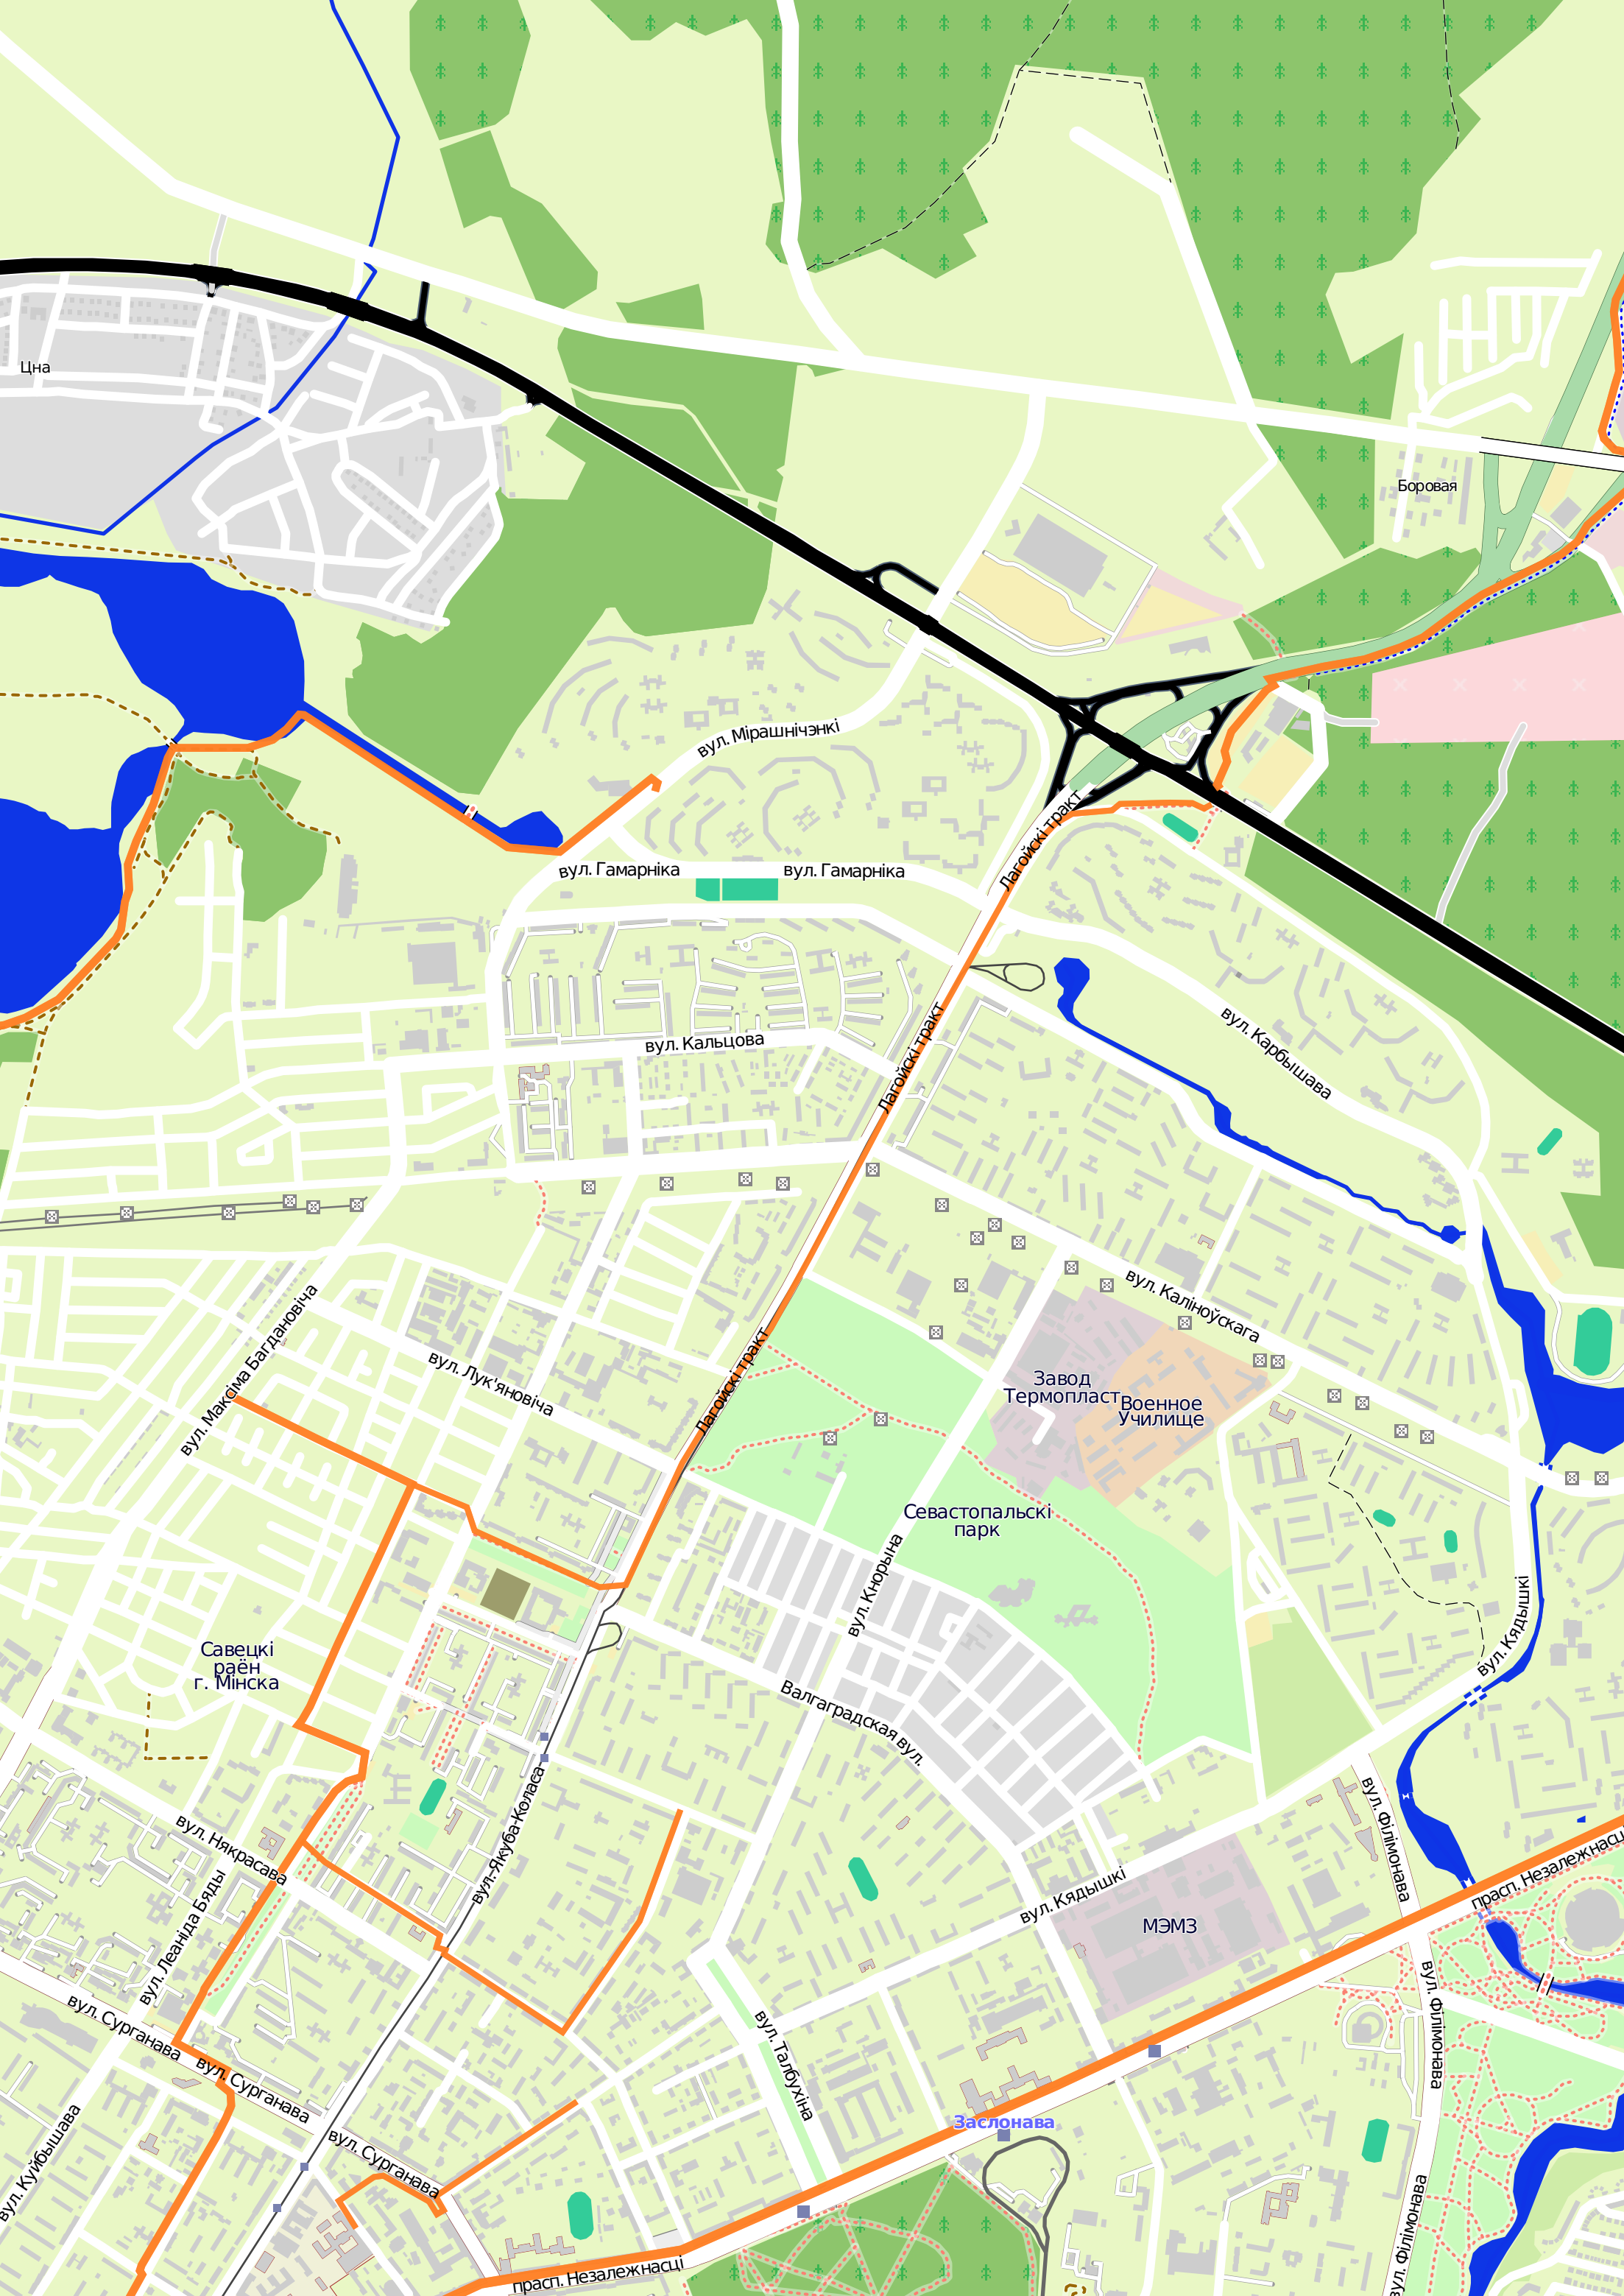 Цна
Боровая
вул. Мірашнічэнкі
Лагойскі тракт
вул. Гамарніка
вул. Гамарніка
вул. Карбышава
вул. Кальцова
Лагойскі тракт
вул. Каліноўскага
вул. Максіма Багдановіча
вул. Лук'яновіча
Лагойскі тракт
Завод
Термопласт
Военное
Училище
Севастопальскі
парк
вул. Кнорына
вул. Кядышкі
Савецкі
раён
г. Мінска
Валгаградская вул.
вул. Якуба Коласа
вул. Філімонава
вул. Някрасава
вул. Леаніда Бяды
вул. Кядышкі
МЭМЗ
прасп. Незалежнасц
вул. Сурганава
вул. Сурганава
вул. Талбухіна
вул. Філімонава
вул. Куйбышава
вул. Сурганава
Заслонава
вул. Філімонава
прасп. Незалежнасці